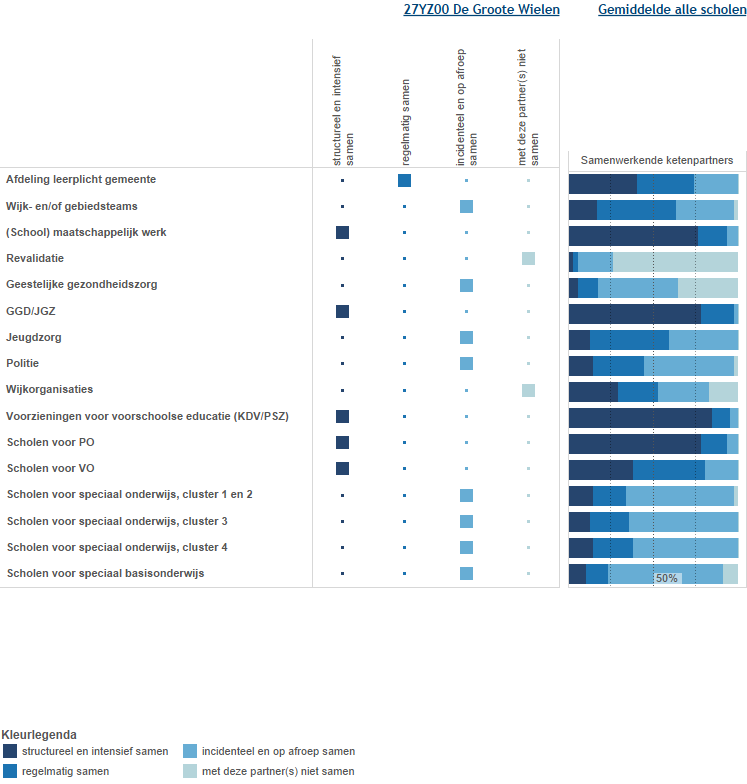 27YZ00 De Groote Wielen
Gemiddelde alle scholen
structureel en intensief
samen
regelmatig samen
incidenteel en op afroep
samen
met deze partner(s) niet
samen
Samenwerkende ketenpartners
Afdeling leerplicht gemeente
Wijk- en/of gebiedsteams
(School) maatschappelijk werk
Revalidatie
Geestelijke gezondheidszorg
GGD/JGZ
Jeugdzorg
Politie
Wijkorganisaties
Voorzieningen voor voorschoolse educatie (KDV/PSZ)
Scholen voor PO
Scholen voor VO
Scholen voor speciaal onderwijs, cluster 1 en 2
Scholen voor speciaal onderwijs, cluster 3
Scholen voor speciaal onderwijs, cluster 4
Scholen voor speciaal basisonderwijs
50%
Kleurlegenda
structureel en intensief samen
incidenteel en op afroep samen
regelmatig samen
met deze partner(s) niet samen